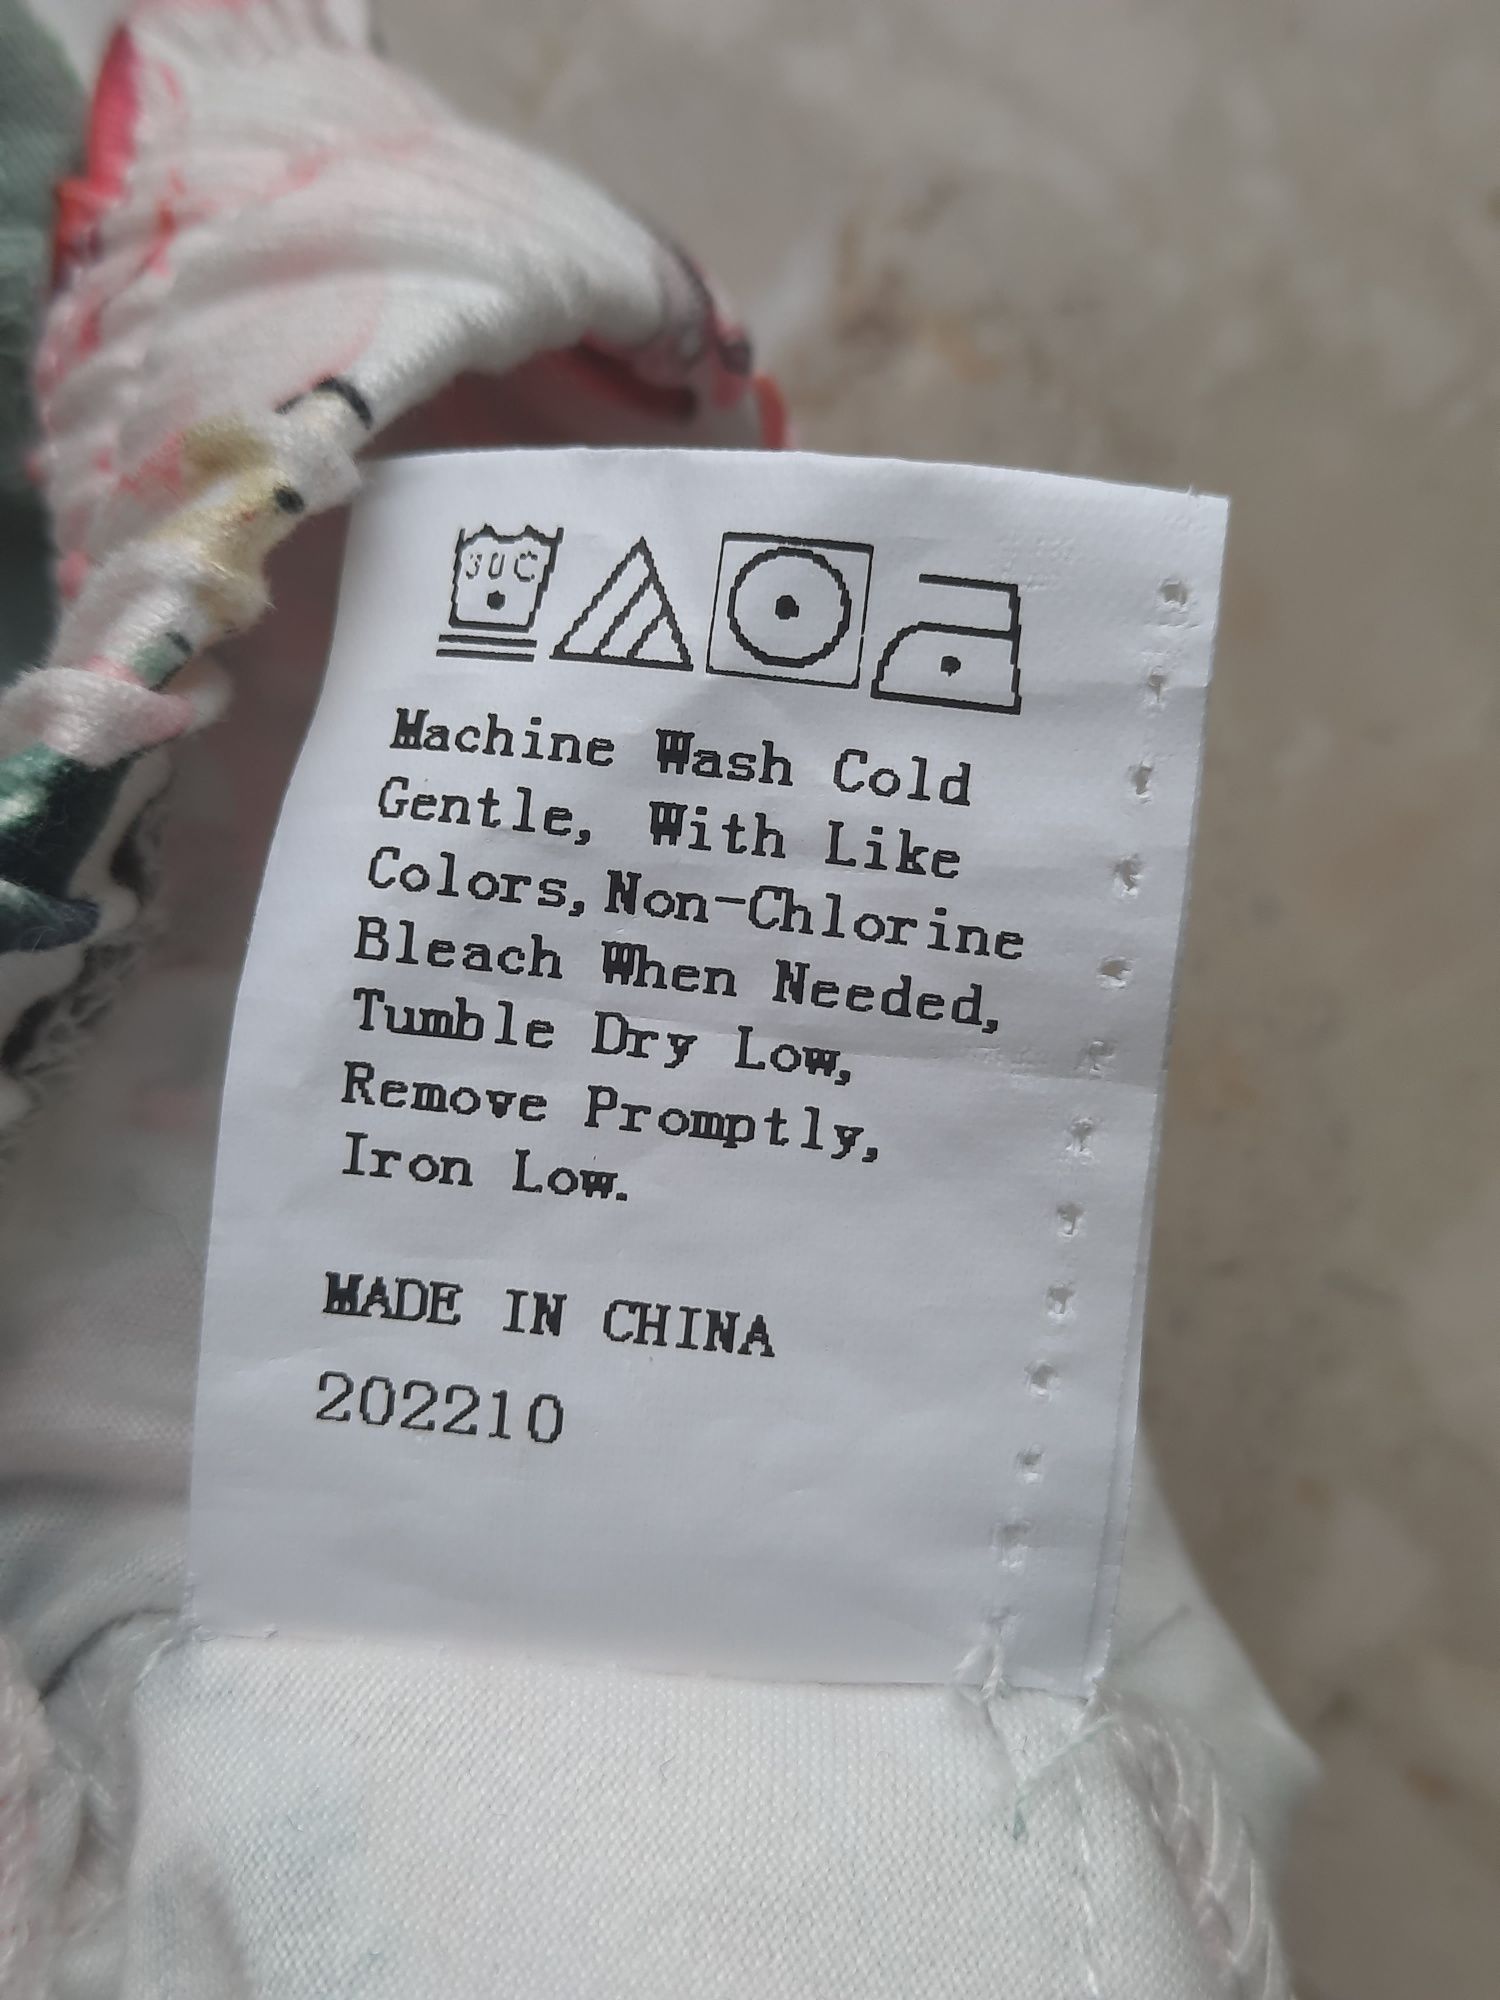 30C
Machine Wash Cold
Gentle, With Like
Colors,Non-Chlorine
Bleach When Needed,
Tumble Dry Low,
Remove Promptly,
Iron Low.
MADE IN CHINA
202210